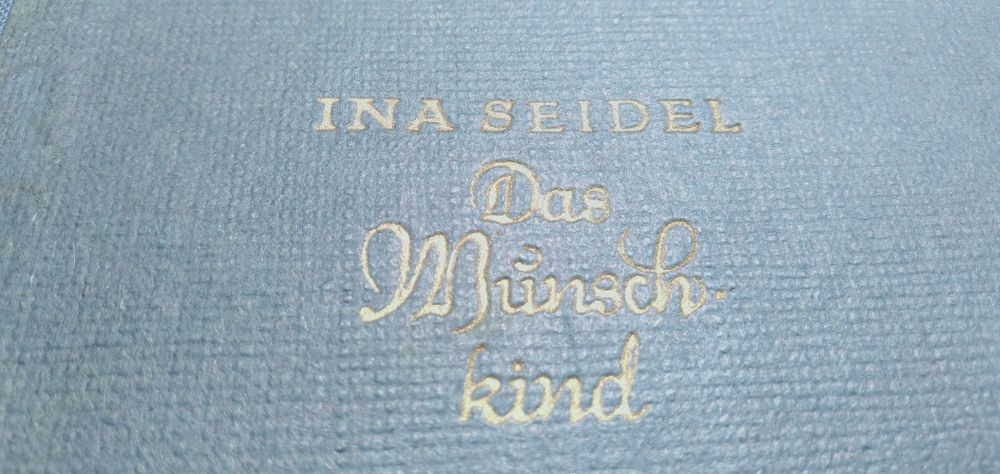 INA SEIDEL
Das
Wunsch-
kind